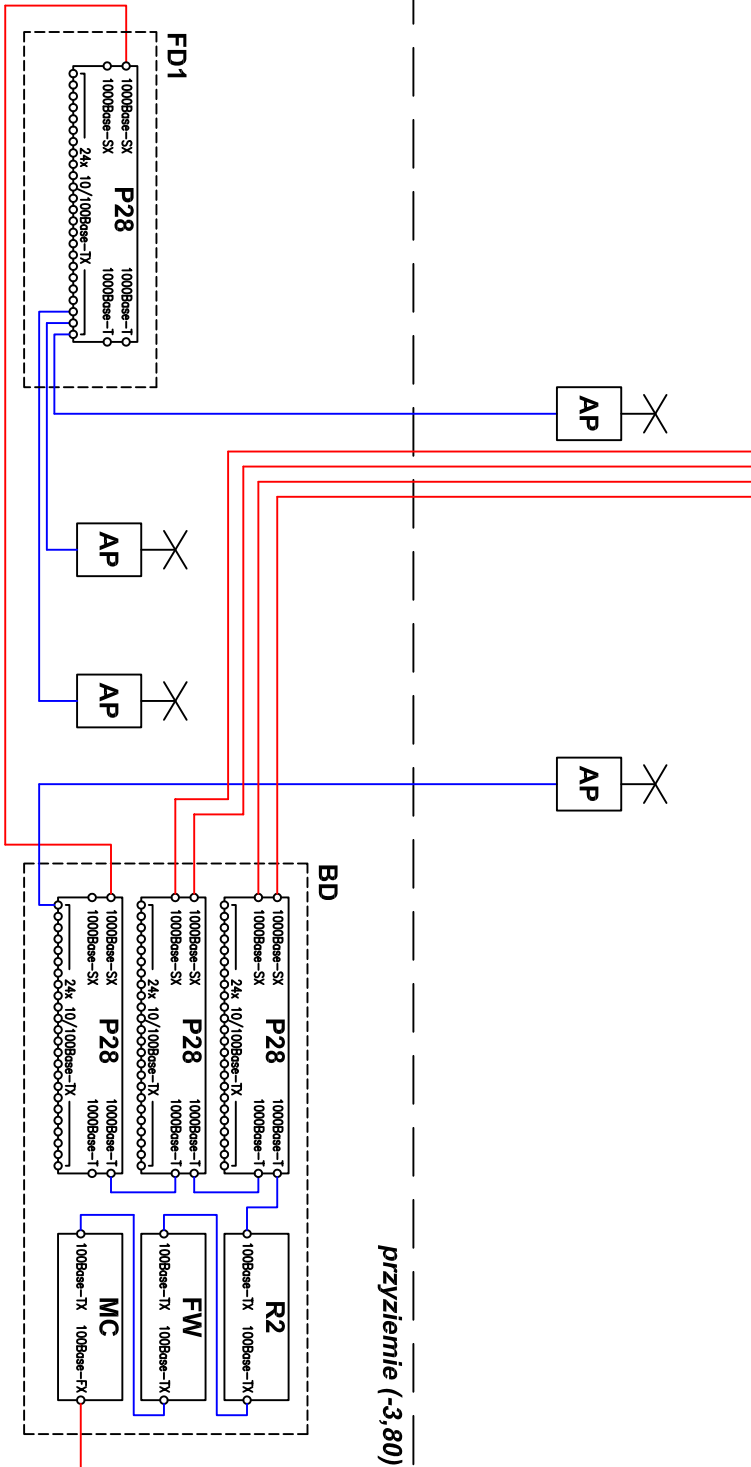 FD1
P28
1000Base-SX
1000Base-SX
1000Base-T
1000Base-T
24x 10/100Base-TX
AP
AP
AP
AP
BD
P28
1000Base-SX
1000Base-SX
1000Base-T
1000Base-T
24x 10/100Base-TX
P28
1000Base-SX
1000Base-SX
1000Base-T
1000Base-T
24x 10/100Base-TX
P28
1000Base-SX
1000Base-SX
1000Base-T
1000Base-T
24x 10/100Base-TX
R2
100Base-TX 100Base-TX
FW
100Base-TX 100Base-TX
MC
100Base-TX 100Base-FX
przyziemie (-3,80)